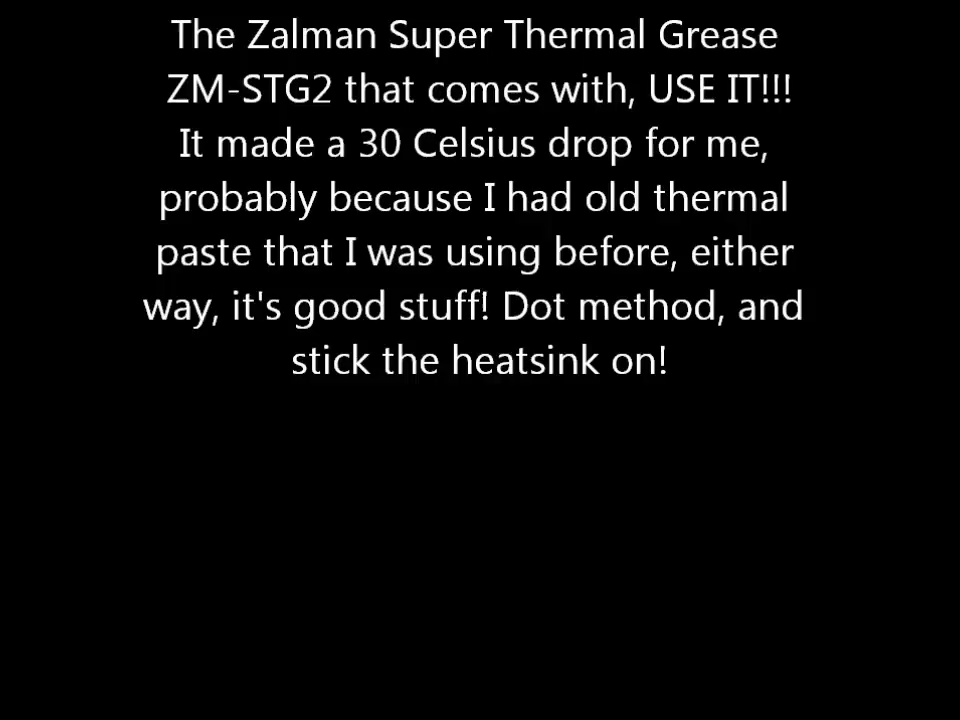 The Zalman Super Thermal Grease
ZM-STG2 that comes with, USE IT!!!
It made a 30 Celsius drop for me,
probably because I had old thermal
paste that I was using before, either
way, it's good stuff! Dot method, and
stick the heatsink on!